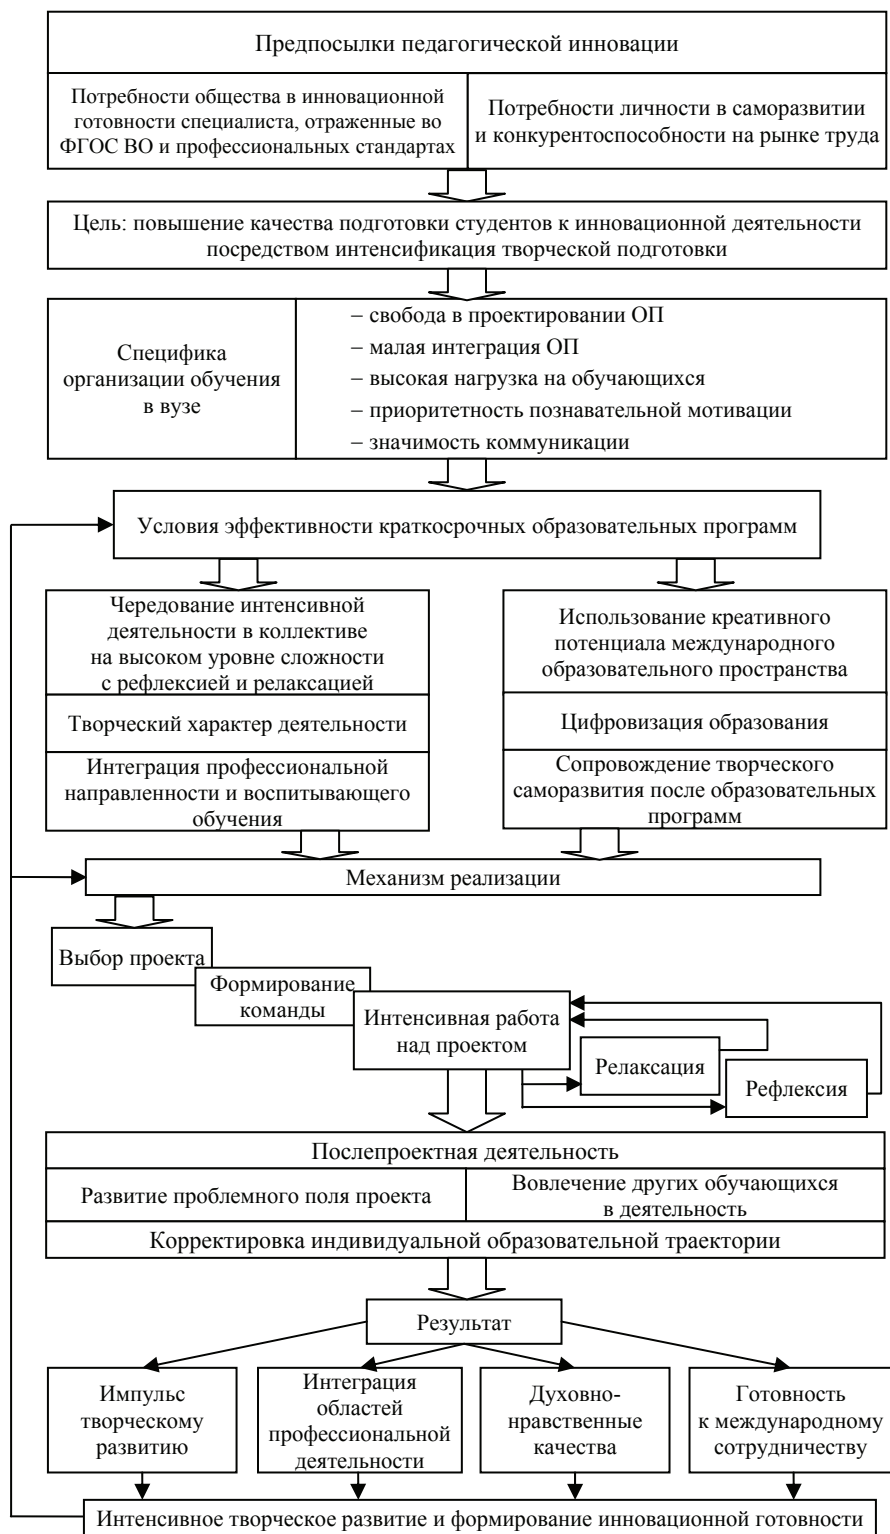 Предпосылки педагогической инновации
Потребности общества в инновационной
готовности специалиста, отраженные во
ФГОС ВО и профессиональных стандартах
Потребности личности в саморазвитии
и конкурентоспособности на рынке труда
Цель: повышение качества подготовки студентов к инновационной деятельности
посредством интенсификация творческой подготовки
Специфика
организации обучения
в вузе
– свобода в проектировании ОП
– малая интеграция ОП
– высокая нагрузка на обучающихся
– приоритетность познавательной мотивации
– значимость коммуникации
Условия эффективности краткосрочных образовательных программ
Чередование интенсивной
деятельности в коллективе
на высоком уровне сложности
с рефлексией и релаксацией
Творческий характер деятельности
Интеграция профессиональной
направленности и воспитывающего
обучения
Использование креативного
потенциала международного
образовательного пространства
Цифровизация образования
Сопровождение творческого
саморазвития после образовательных
программ
Механизм реализации
Выбор проекта
Формирование
команды
Интенсивная работа
над проектом
Релаксация
Рефлексия
Послепроектная деятельность
Развитие проблемного поля проекта
Вовлечение других обучающихся
в деятельность
Корректировка индивидуальной образовательной траектории
Результат
Импульс
творческому
развитию
Интеграция
областей
профессиональной
деятельности
Духовно-
нравственные
качества
Готовность
к международному
сотрудничеству
Интенсивное творческое развитие и формирование инновационной готовности